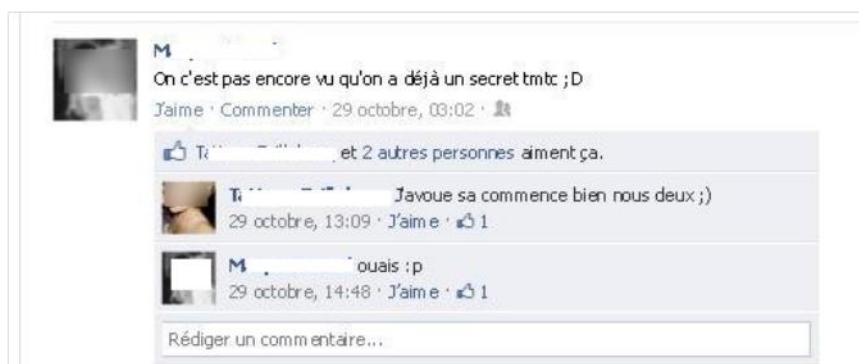 M
On c'est pas encore vu qu'on a déjà un secret tmtc ;D
J'aime · Commenter · 29 octobre, 03:02 ·
et 2 autres personnes aiment ça.
J'avoue sa commence bien nous deux ;)
29 octobre, 13:09 · J'aime · 1
M ouais :p
29 octobre, 14:48 · J'aime · 1
Rédiger un commentaire...